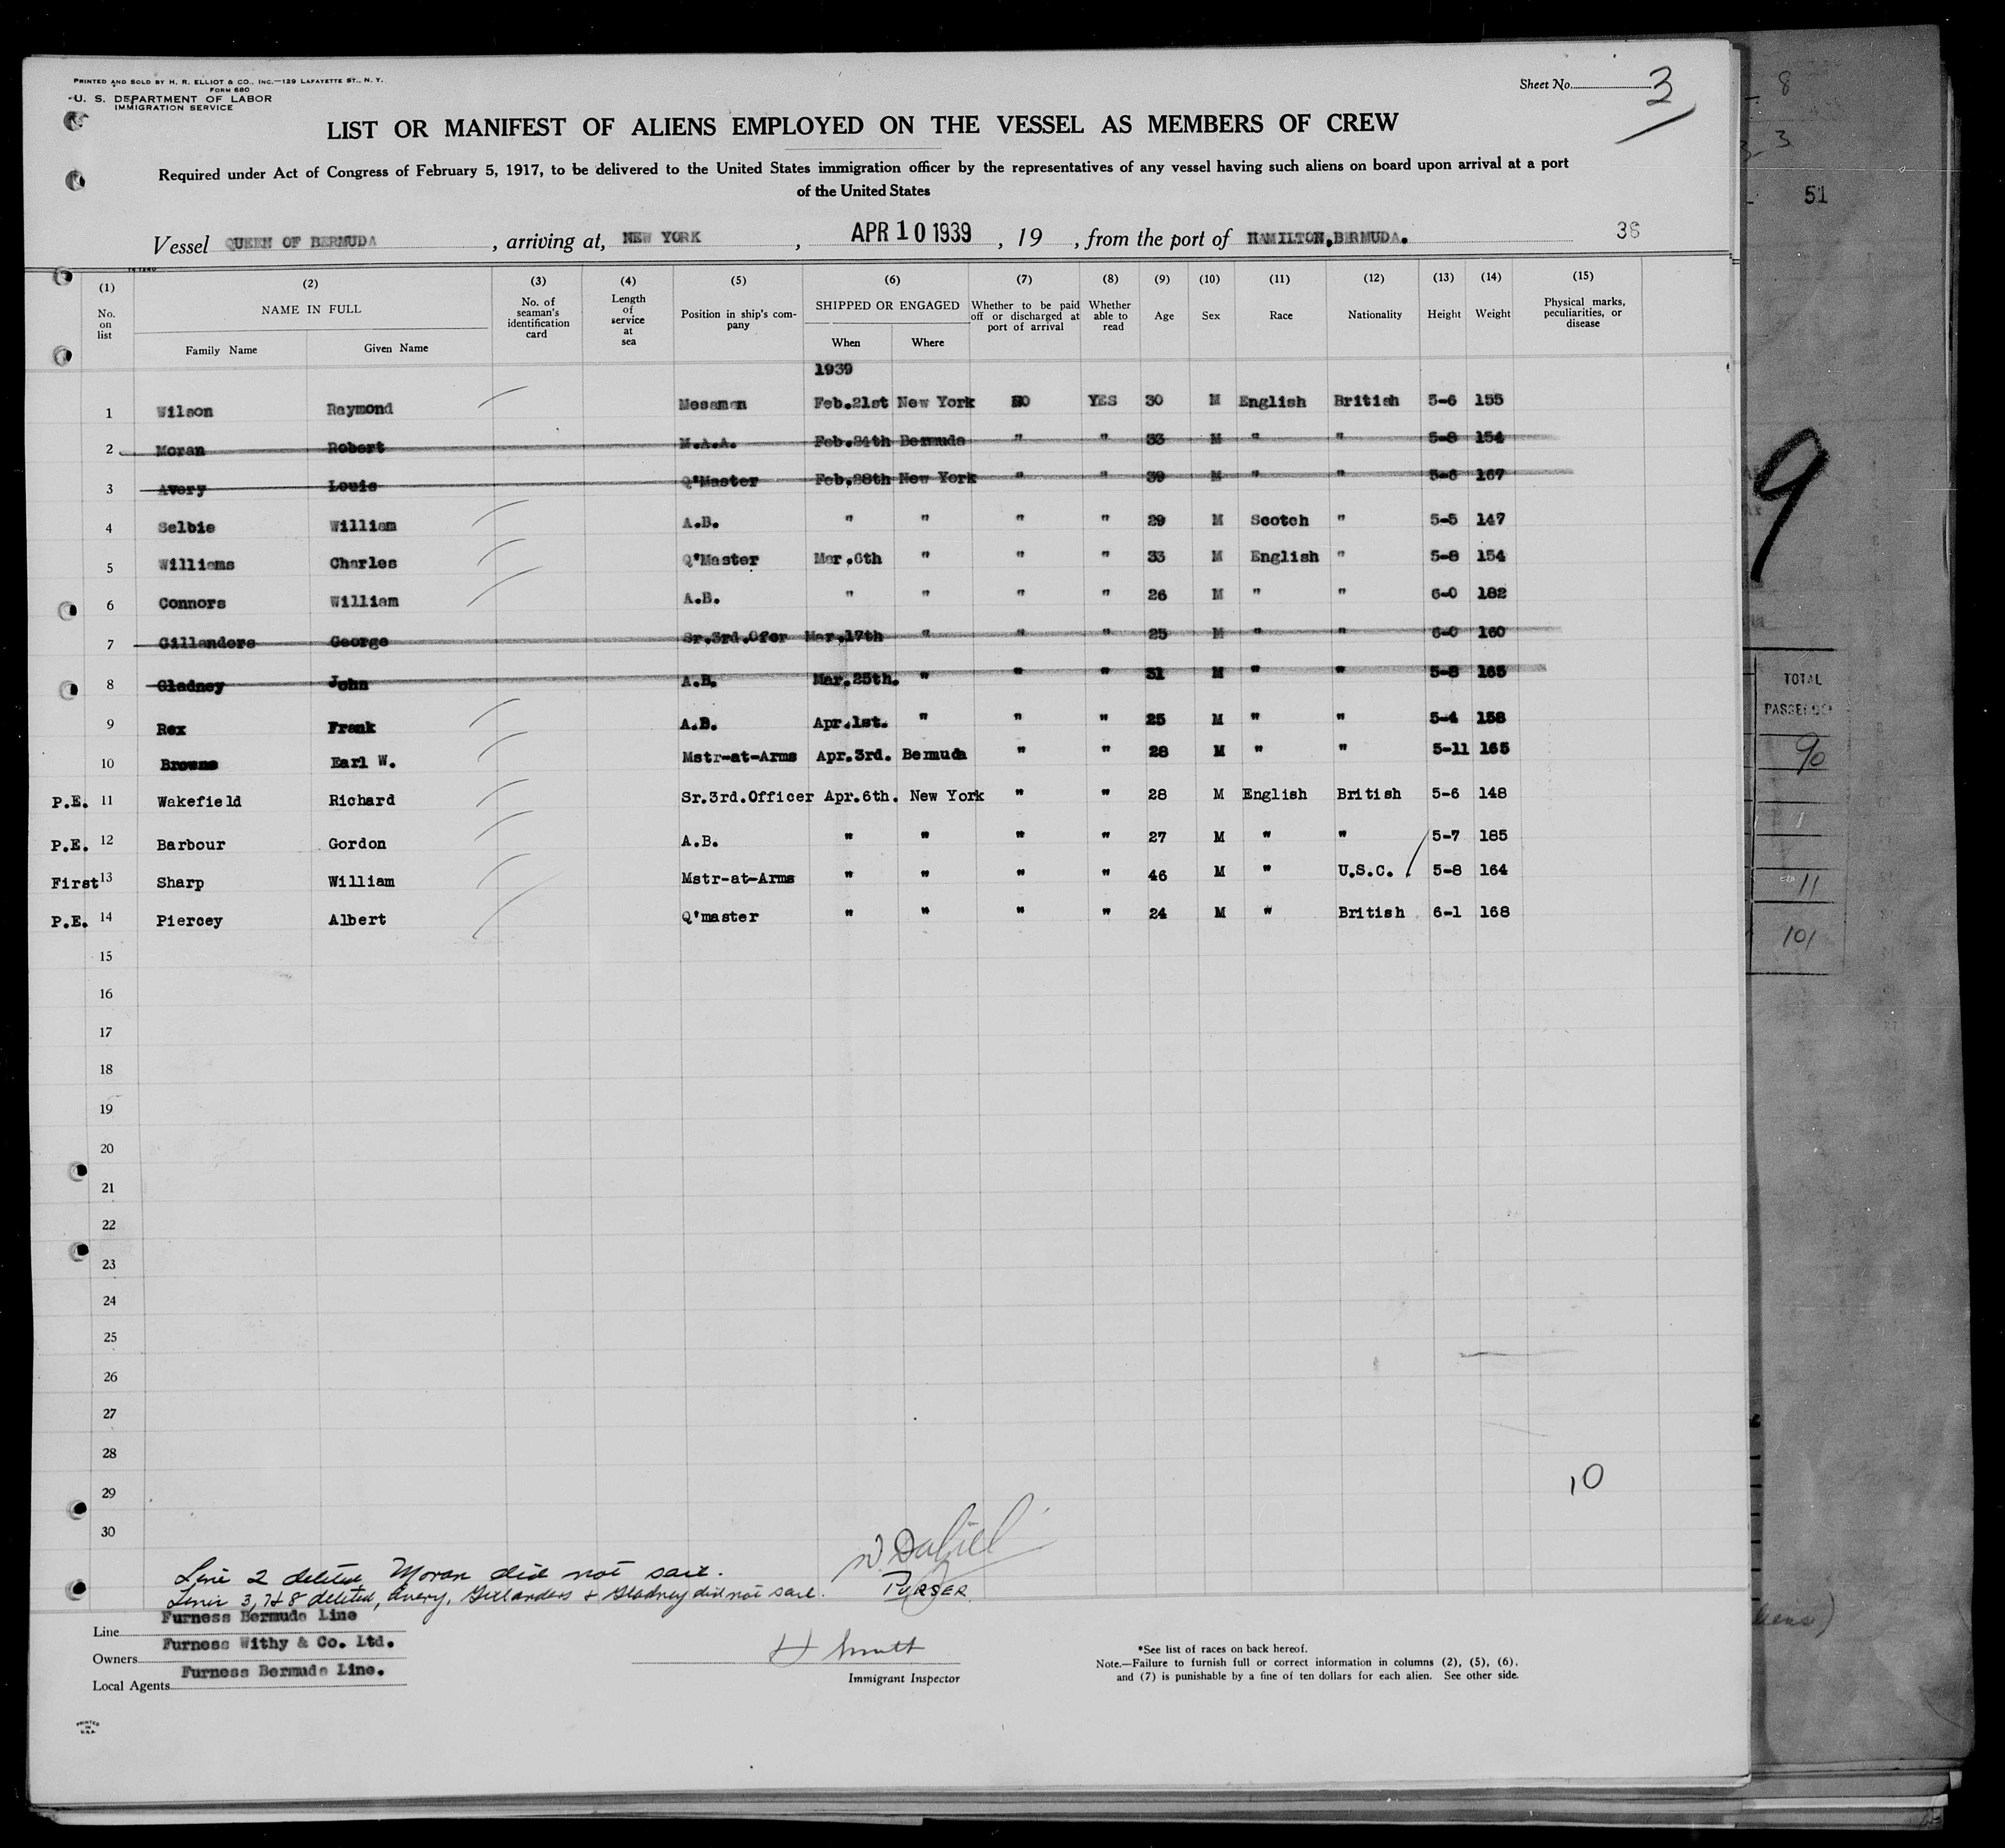 PRINTED AND SOLD BY H. R. ELLIOT & CO., INC.—129 LAFAYETTE ST., N. Y.
FORM 680
U. S. DEPARTMENT OF LABOR
IMMIGRATION SERVICE
Sheet No. 3
LIST OR MANIFEST OF ALIENS EMPLOYED ON THE VESSEL AS MEMBERS OF CREW
Required under Act of Congress of February 5, 1917, to be delivered to the United States immigration officer by the representatives of any vessel having such aliens on board upon arrival at a port
of the United States
Vessel QUEEN OF BERMUDA, arriving at, NEW YORK, APR 10 1939, 19, from the port of HAMILTON, BERMUDA. 36
(1) No. on list
(2) NAME IN FULL Family Name Given Name
(3) No. of seaman's identification card
(4) Length of service at sea
(5) Position in ship's company
(6) SHIPPED OR ENGAGED When Where
(7) Whether to be paid off or discharged at port of arrival
(8) Whether able to read
(9) Age
(10) Sex
(11) Race
(12) Nationality
(13) Height
(14) Weight
(15) Physical marks, peculiarities, or disease
1939
1 Wilson Raymond Messman Feb.21st New York NO YES 30 M English British 5-6 155
2 Moran Robert M.A.A. Feb.24th Bermuda " " 33 M " " 5-8 154
3 Avery Louis Q'Master Feb.28th New York " " 39 M " " 5-6 167
4 Selbie William A.B. " " " " 29 M Scotch " 5-5 147
5 Williams Charles Q'Master Mar.6th " " " 33 M English " 5-8 154
6 Connors William A.B. " " " " 26 M " " 6-0 182
7 Gillanders George Sr.3rd.Ofer Mar.17th " " " 25 M " " 6-0 160
8 Gladney John A.B. Mar.25th. " " " 31 M " " 5-8 165
9 Rex Frank A.B. Apr.1st. " " " 25 M " " 5-4 158
10 Browne Earl W. Mstr-at-Arms Apr.3rd. Bermuda " " 28 M " " 5-11 165
P.E. 11 Wakefield Richard Sr.3rd.Officer Apr.6th. New York " " 28 M English British 5-6 148
P.E. 12 Barbour Gordon A.B. " " " " 27 M " " 5-7 185
First 13 Sharp William Mstr-at-Arms " " " " 46 M " U.S.C. 5-8 164
P.E. 14 Piercey Albert Q'master " " " " 24 M " British 6-1 168
15
16
17
18
19
20
21
22
23
24
25
26
27
28
29
30
10
Line 2 deleted Moran did not sail.
Lines 3, 7 & 8 deleted, Avery, Gillanders & Gladney did not sail.
PURSER
Line Furness Bermuda Line
Owners Furness Withy & Co. Ltd.
Local Agents Furness Bermuda Line.
H Smith
Immigrant Inspector
*See list of races on back hereof.
Note.—Failure to furnish full or correct information in columns (2), (5), (6),
and (7) is punishable by a fine of ten dollars for each alien. See other side.
PRINTED IN U.S.A.
8
3
51
9
TOTAL
90
11
101